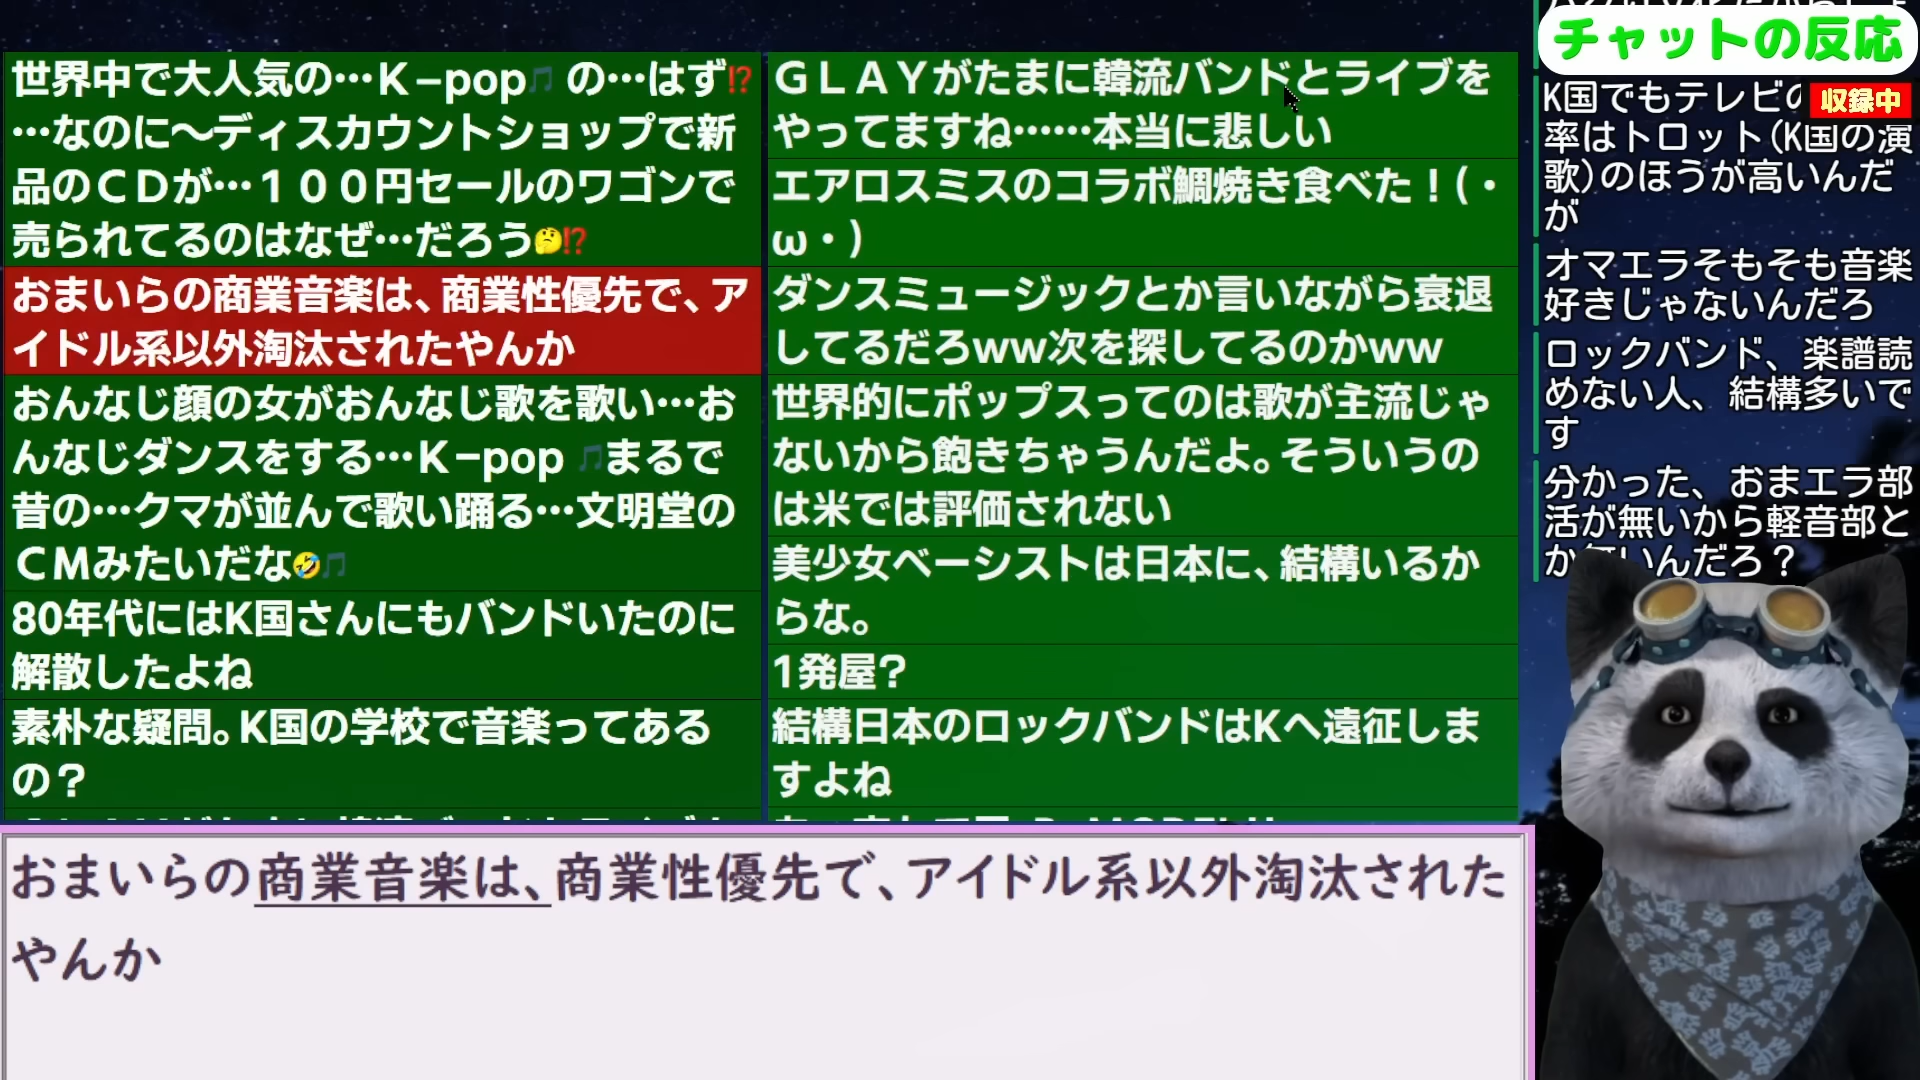 世界中で大人気の…K－pop🎵 の…はず⁉
…なのに〜ディスカウントショップで新
品のＣＤが…１００円セールのワゴンで
売られてるのはなぜ…だろう🤔⁉
おまいらの商業音楽は、商業性優先で、ア
イドル系以外淘汰されたやんか
おんなじ顔の女がおんなじ歌を歌い…お
んなじダンスをする…K－pop 🎵まるで
昔の…クマが並んで歌い踊る…文明堂の
ＣＭみたいだな🤣🎵
80年代にはK国さんにもバンドいたのに
解散したよね
素朴な疑問。K国の学校で音楽ってある
の？
ＧＬＡＹがたまに韓流バンドとライブを
やってますね……本当に悲しい
エアロスミスのコラボ鯛焼き食べた！(・
ω・)
ダンスミュージックとか言いながら衰退
してるだろww次を探してるのかww
世界的にポップスってのは歌が主流じゃ
ないから飽きちゃうんだよ。そういうの
は米では評価されない
美少女ベーシストは日本に、結構いるか
らな。
1発屋？
結構日本のロックバンドはKへ遠征しま
すよね
チャットの反応
収録中
K国でもテレビの
率はトロット(K国の演
歌)のほうが高いんだ
が
オマエラそもそも音楽
好きじゃないんだろ
ロックバンド、楽譜読
めない人、結構多いで
す
分かった、おまエラ部
活が無いから軽音部と
か無いんだろ？
おまいらの商業音楽は、商業性優先で、アイドル系以外淘汰された
やんか